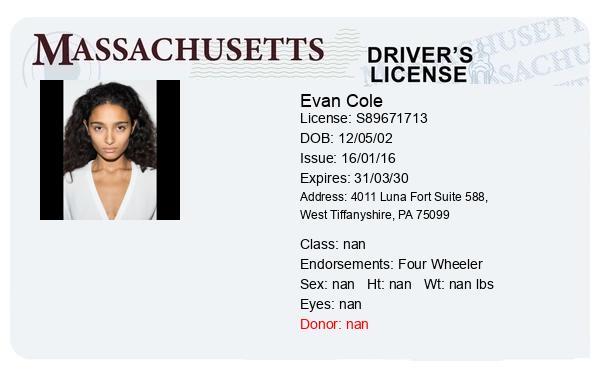 MASSACHUSETTS
DRIVER'S
LICENSE
Evan Cole
License: S89671713
DOB: 12/05/02
Issue: 16/01/16
Expires: 31/03/30
Address: 4011 Luna Fort Suite 588,
West Tiffanyshire, PA 75099
Class: nan
Endorsements: Four Wheeler
Sex: nan Ht: nan Wt: nan lbs
Eyes: nan
Donor: nan